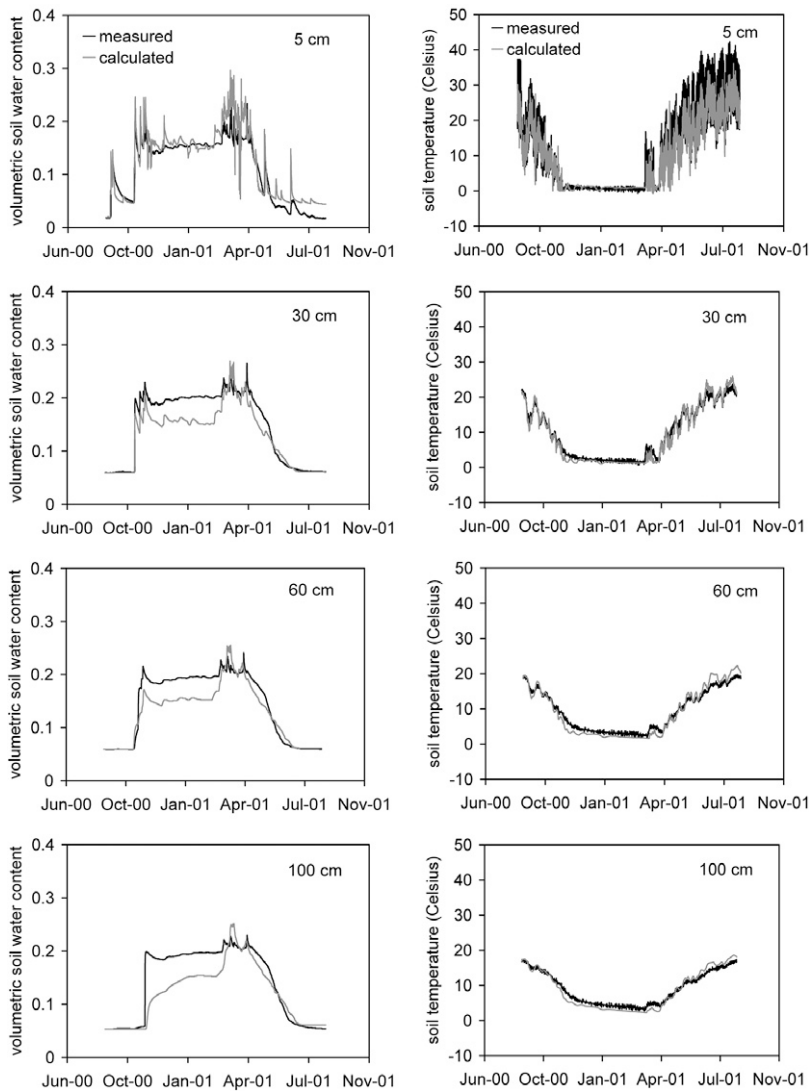 volumetric soil water content
0.4
0.3
0.2
0.1
0
measured
calculated
5 cm
Jun-00 Oct-00 Jan-01 Apr-01 Jul-01 Nov-01
soil temperature (Celsius)
50
40
30
20
10
0
-10
measured
calculated
5 cm
Jun-00 Oct-00 Jan-01 Apr-01 Jul-01 Nov-01
volumetric soil water content
0.4
0.3
0.2
0.1
0
30 cm
Jun-00 Oct-00 Jan-01 Apr-01 Jul-01 Nov-01
soil temperature (Celsius)
50
40
30
20
10
0
-10
30 cm
Jun-00 Oct-00 Jan-01 Apr-01 Jul-01 Nov-01
volumetric soil water content
0.4
0.3
0.2
0.1
0
60 cm
Jun-00 Oct-00 Jan-01 Apr-01 Jul-01 Nov-01
soil temperature (Celsius)
50
40
30
20
10
0
-10
60 cm
Jun-00 Oct-00 Jan-01 Apr-01 Jul-01 Nov-01
volumetric soil water content
0.4
0.3
0.2
0.1
0
100 cm
Jun-00 Oct-00 Jan-01 Apr-01 Jul-01 Nov-01
soil temperature (Celsius)
50
40
30
20
10
0
-10
100 cm
Jun-00 Oct-00 Jan-01 Apr-01 Jul-01 Nov-01